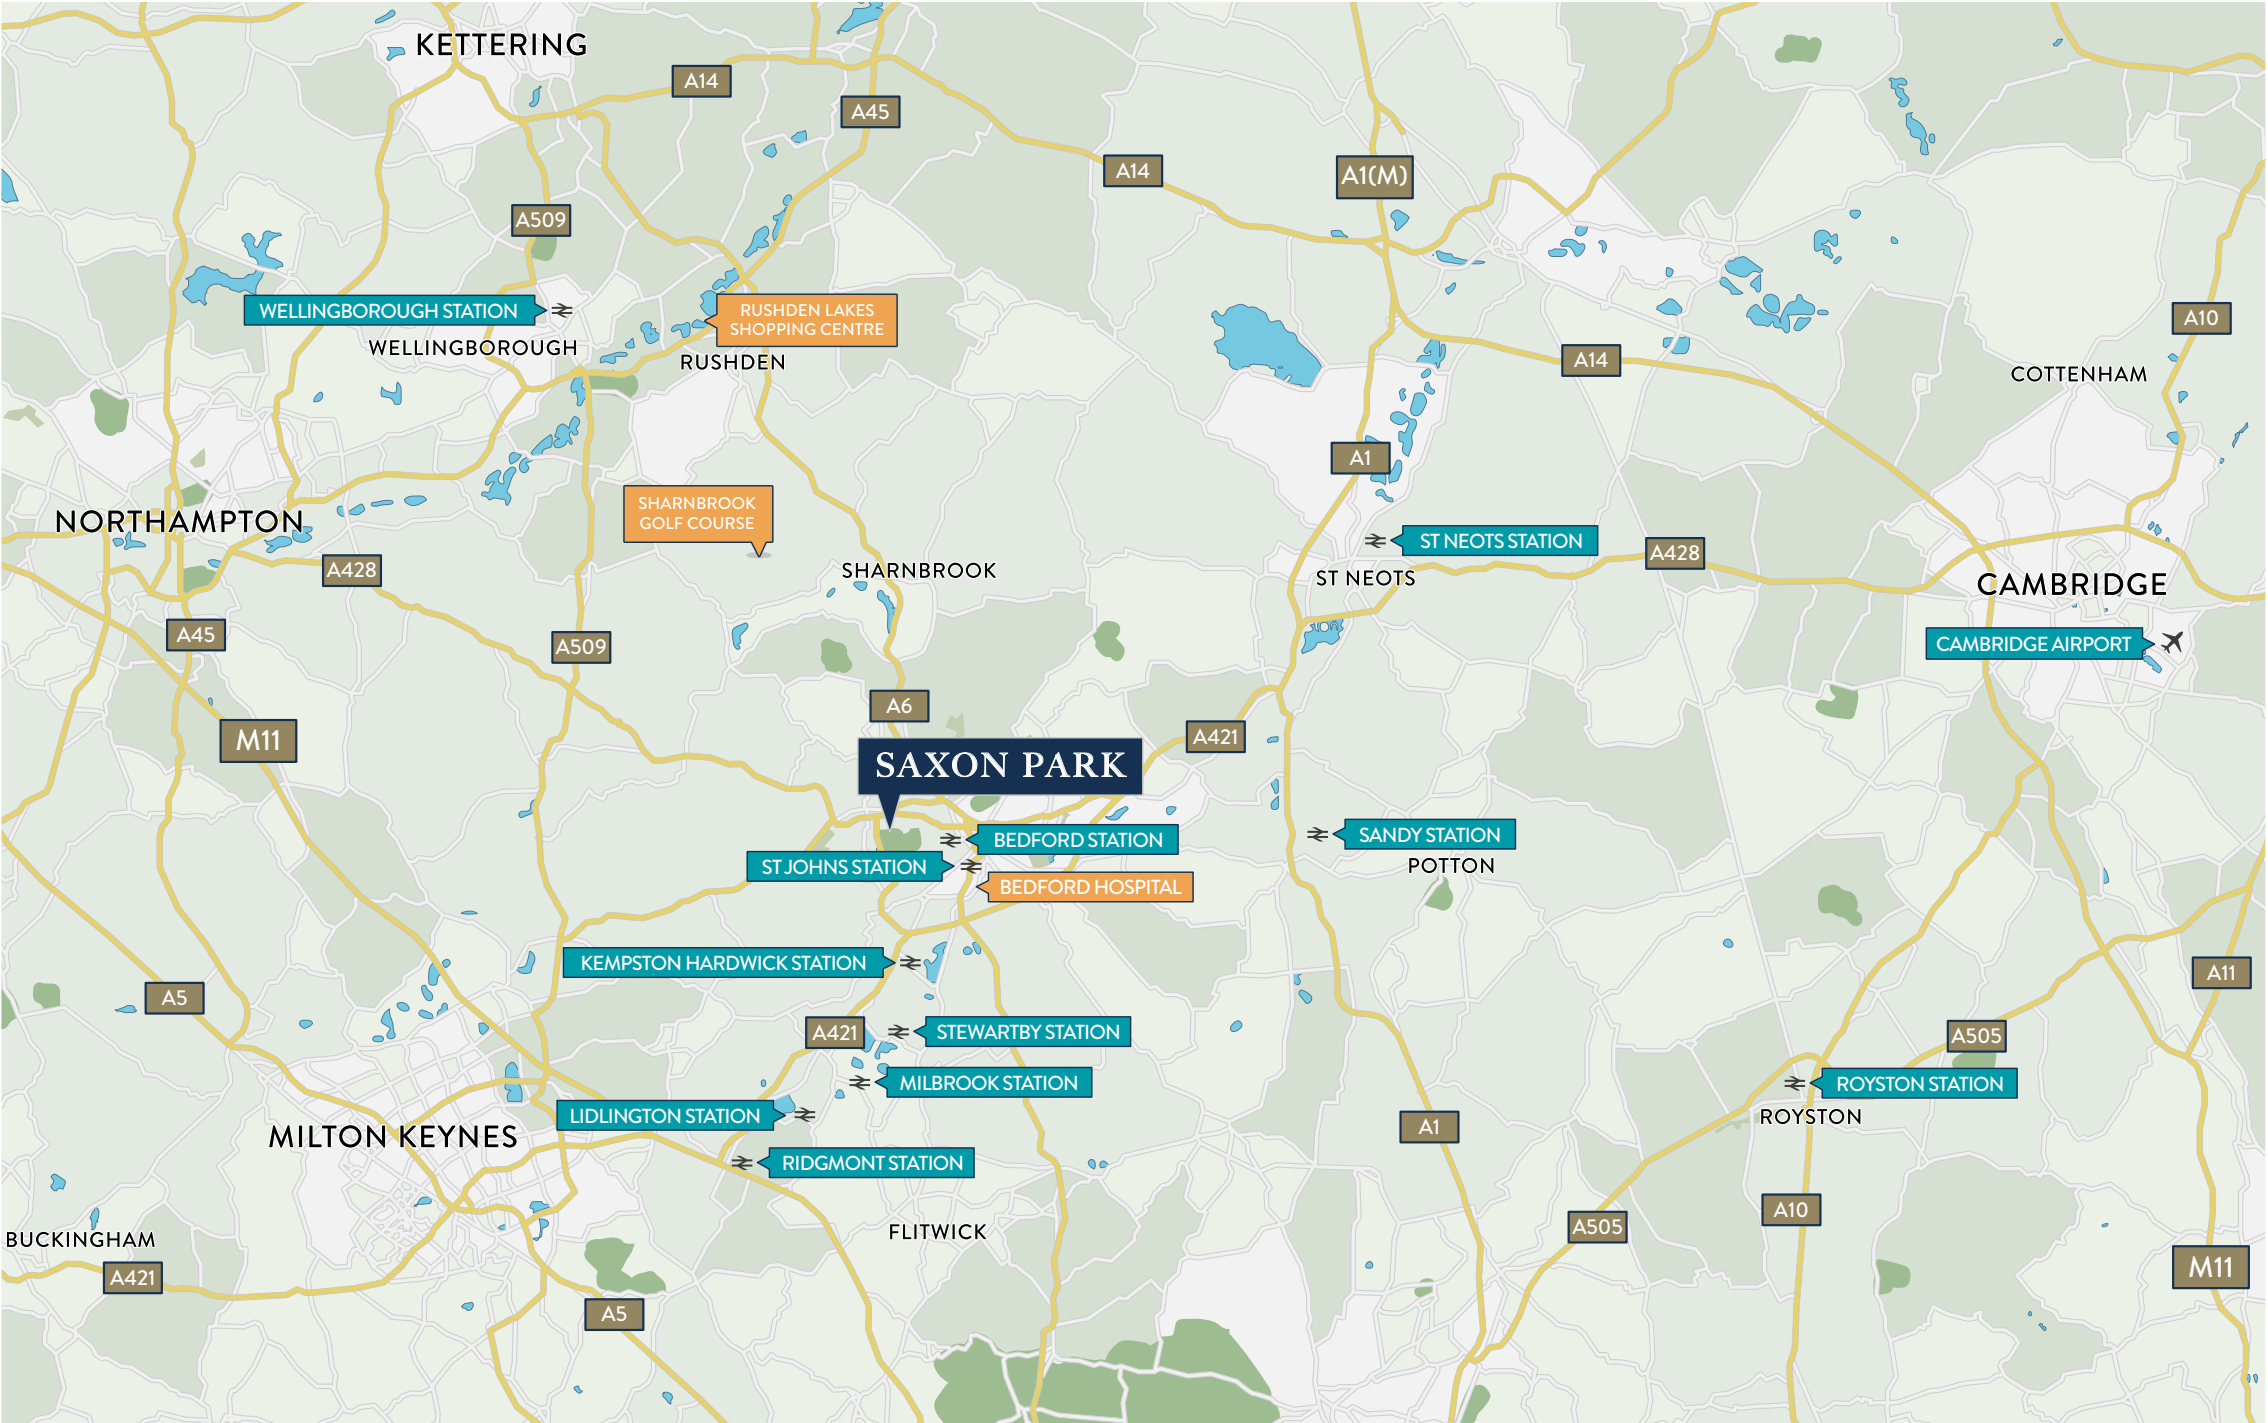 KETTERING
A14
A45
A14
A1(M)
A509
WELLINGBOROUGH STATION
RUSHDEN LAKES
SHOPPING CENTRE
A10
WELLINGBOROUGH
RUSHDEN
A14
COTTENHAM
A1
SHARNBROOK
GOLF COURSE
NORTHAMPTON
ST NEOTS STATION
A428
A428
SHARNBROOK
ST NEOTS
CAMBRIDGE
A45
A509
CAMBRIDGE AIRPORT
A6
M11
A421
SAXON PARK
BEDFORD STATION
SANDY STATION
ST JOHNS STATION
POTTON
BEDFORD HOSPITAL
KEMPSTON HARDWICK STATION
A11
A5
A421
STEWARTBY STATION
A505
MILBROOK STATION
ROYSTON STATION
LIDLINGTON STATION
ROYSTON
A1
MILTON KEYNES
RIDGMONT STATION
A10
A505
FLITWICK
BUCKINGHAM
M11
A421
A5